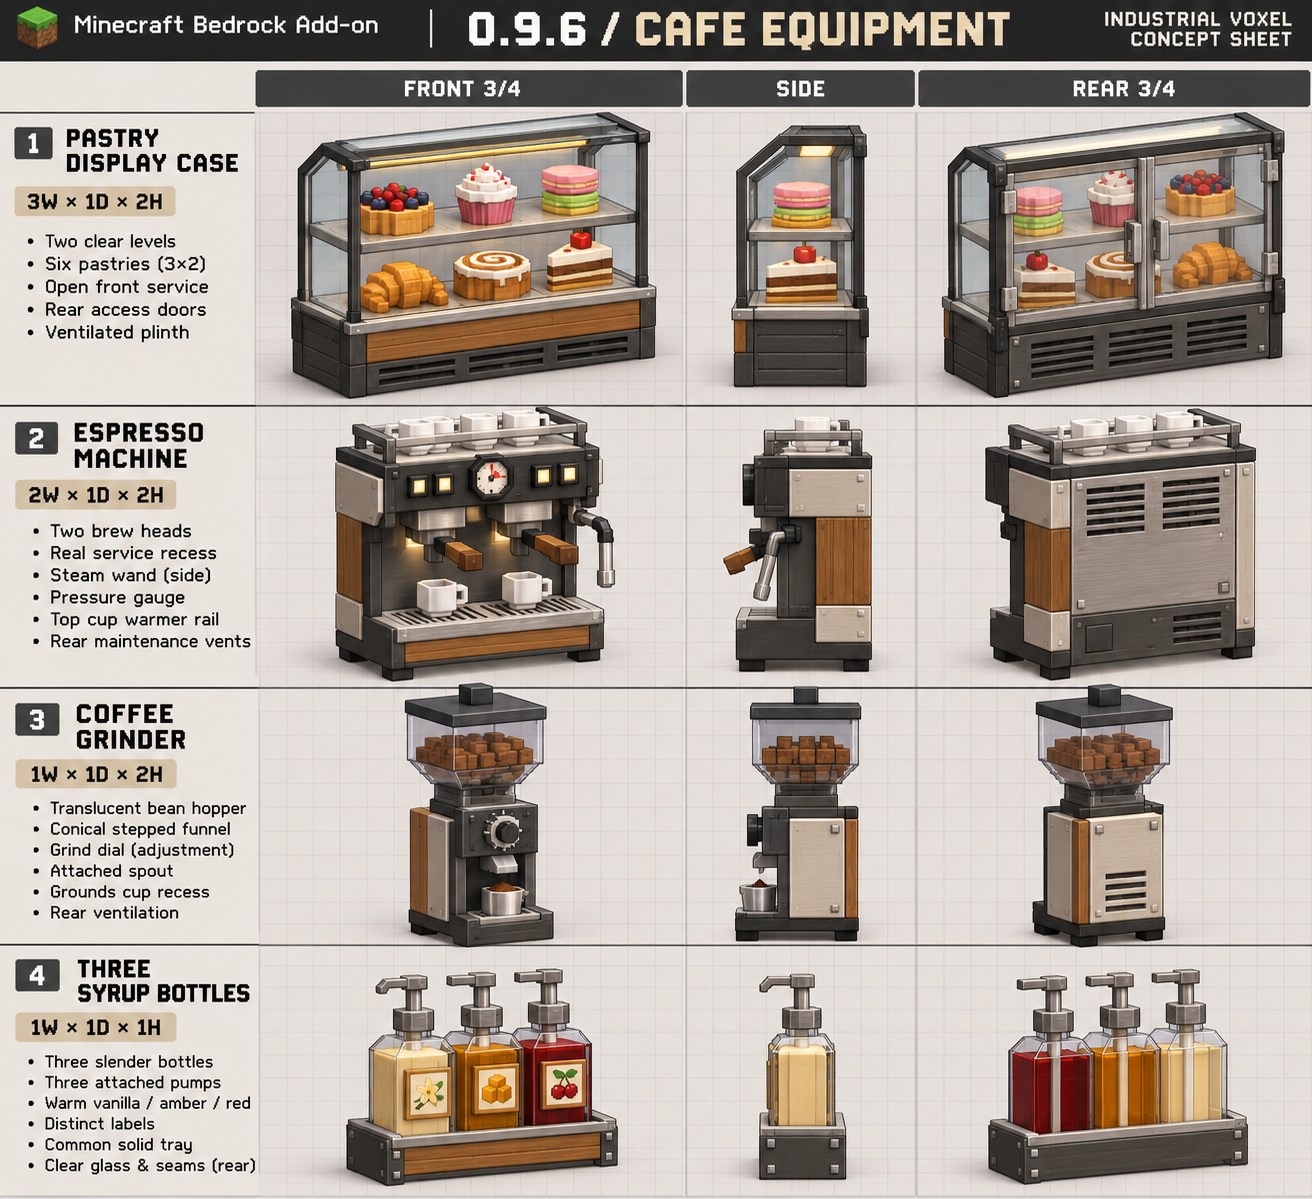 Minecraft Bedrock Add-on
0.9.6 / CAFE EQUIPMENT
INDUSTRIAL VOXEL
CONCEPT SHEET
FRONT 3/4
SIDE
REAR 3/4
1
PASTRY
DISPLAY CASE
3W × 1D × 2H
• Two clear levels
• Six pastries (3×2)
• Open front service
• Rear access doors
• Ventilated plinth
2
ESPRESSO
MACHINE
2W × 1D × 2H
• Two brew heads
• Real service recess
• Steam wand (side)
• Pressure gauge
• Top cup warmer rail
• Rear maintenance vents
3
COFFEE
GRINDER
1W × 1D × 2H
• Translucent bean hopper
• Conical stepped funnel
• Grind dial (adjustment)
• Attached spout
• Grounds cup recess
• Rear ventilation
4
THREE
SYRUP BOTTLES
1W × 1D × 1H
• Three slender bottles
• Three attached pumps
• Warm vanilla / amber / red
• Distinct labels
• Common solid tray
• Clear glass & seams (rear)